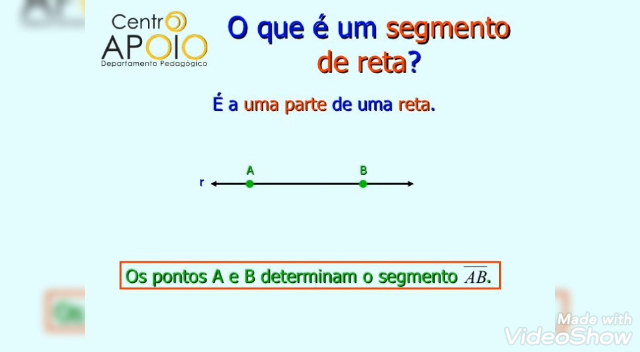 Centro
APOIO
Departamento Pedagógico
O que é um segmento
de reta?
É a uma parte de uma reta.
A
B
r
Os pontos A e B determinam o segmento A̅B̅.
Os
Made with
VideoShow